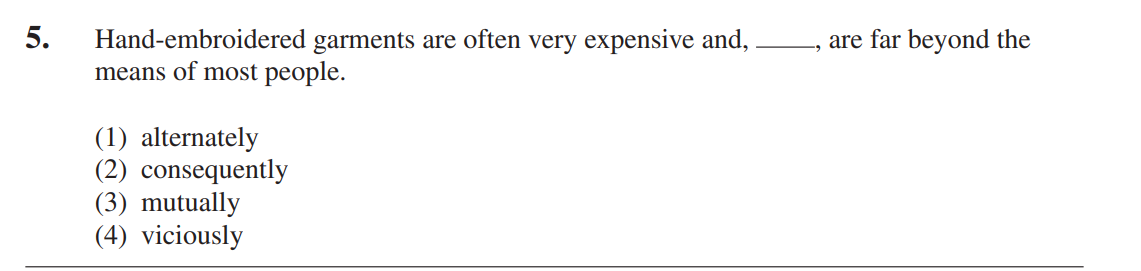 5. Hand-embroidered garments are often very expensive and, ____, are far beyond the
means of most people.
(1) alternately
(2) consequently
(3) mutually
(4) viciously